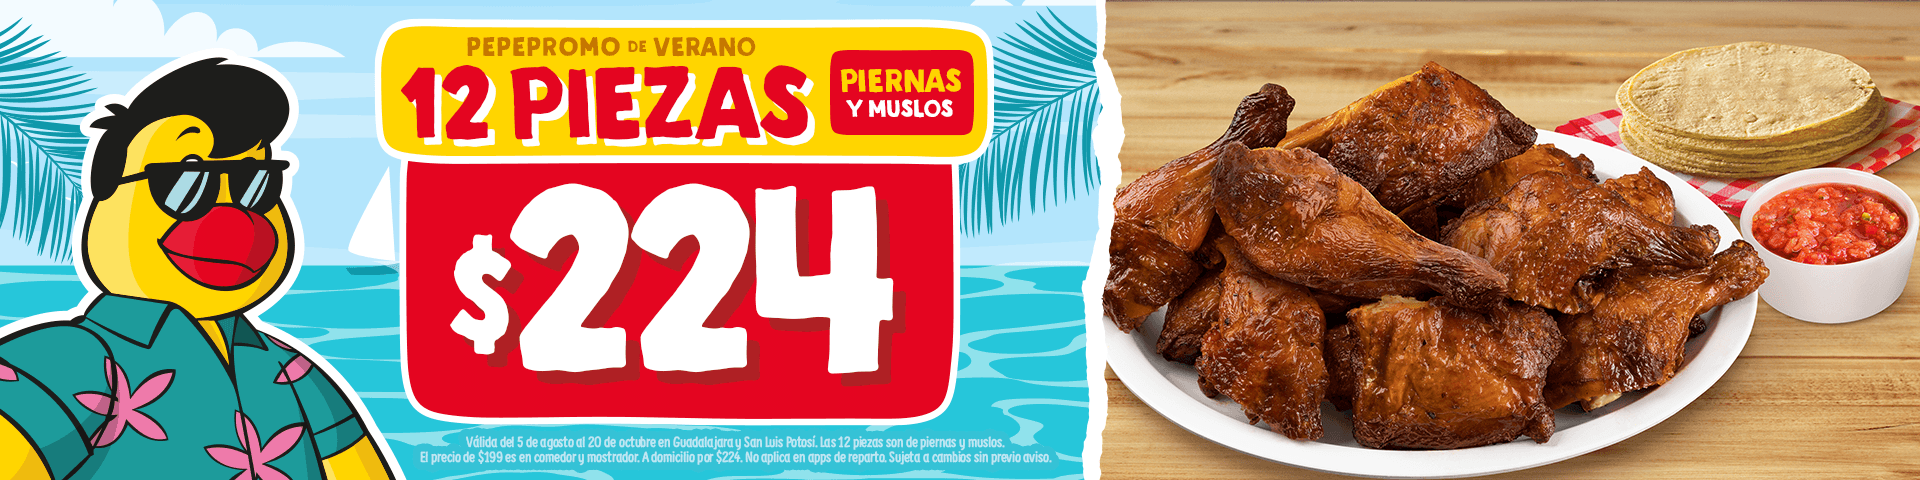 PEPEPROMO DE VERANO
12 PIEZAS
PIERNAS
Y MUSLOS
$224
Válida del 5 de agosto al 20 de octubre en Guadalajara y San Luis Potosí. Las 12 piezas son de piernas y muslos.
El precio de $199 es en comedor y mostrador. A domicilio por $224. No aplica en apps de reparto. Sujeta a cambios sin previo aviso.